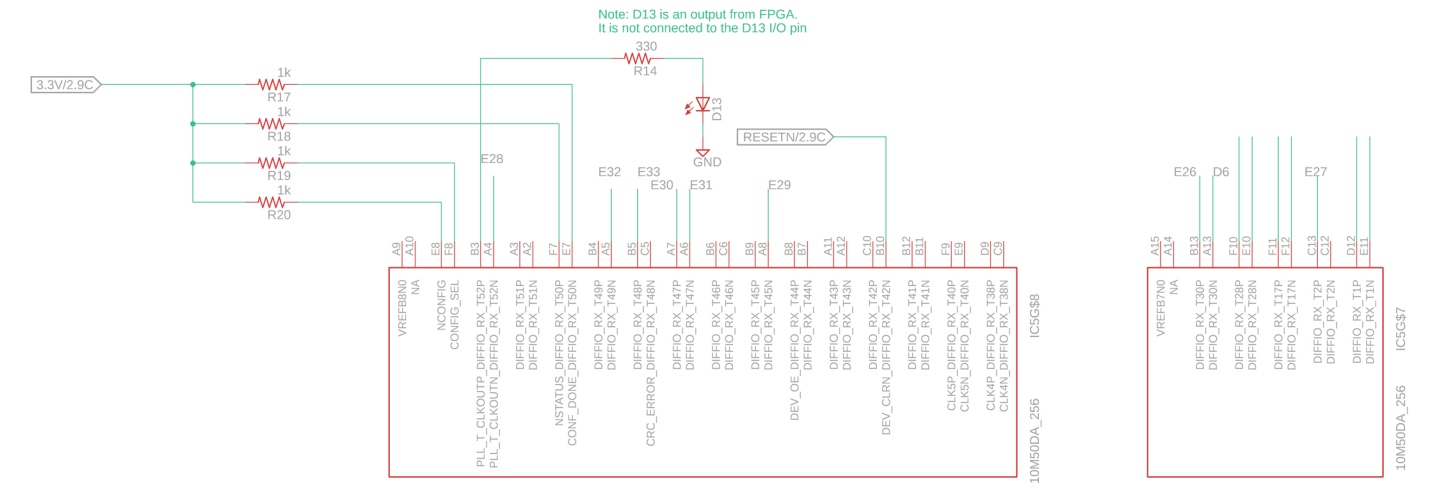 Note: D13 is an output from FPGA.
It is not connected to the D13 I/O pin
330
R14
D13
GND
3.3V/2.9C
1k
R17
1k
R18
1k
R19
1k
R20
RESETN/2.9C
E28
E32
E33
E30
E31
E29
E26
D6
E27
A9
A10
E8
F8
B3
A4
A3
A2
F7
E7
B4
A5
B5
C5
A7
A6
B6
C6
B9
A8
B8
B7
A11
A12
C10
B10
B12
B11
F9
E9
D9
C9
VREFB8N0
NA
NCONFIG
CONFIG_SEL
PLL_T_CLKOUTP_DIFFIO_RX_T52P
PLL_T_CLKOUTN_DIFFIO_RX_T52N
DIFFIO_RX_T51P
DIFFIO_RX_T51N
NSTATUS_DIFFIO_RX_T50P
CONF_DONE_DIFFIO_RX_T50N
DIFFIO_RX_T49P
DIFFIO_RX_T49N
DIFFIO_RX_T48P
CRC_ERROR_DIFFIO_RX_T48N
DIFFIO_RX_T47P
DIFFIO_RX_T47N
DIFFIO_RX_T46P
DIFFIO_RX_T46N
DIFFIO_RX_T45P
DIFFIO_RX_T45N
DEV_OE_DIFFIO_RX_T44P
DIFFIO_RX_T44N
DIFFIO_RX_T43P
DIFFIO_RX_T43N
DIFFIO_RX_T42P
DEV_CLRN_DIFFIO_RX_T42N
DIFFIO_RX_T41P
DIFFIO_RX_T41N
CLK5P_DIFFIO_RX_T40P
CLK5N_DIFFIO_RX_T40N
CLK4P_DIFFIO_RX_T38P
CLK4N_DIFFIO_RX_T38N
IC5G$8
10M50DA_256
A15
A14
B13
A13
F10
E10
F11
F12
C13
C12
D12
E11
VREFB7N0
NA
DIFFIO_RX_T30P
DIFFIO_RX_T30N
DIFFIO_RX_T28P
DIFFIO_RX_T28N
DIFFIO_RX_T17P
DIFFIO_RX_T17N
DIFFIO_RX_T2P
DIFFIO_RX_T2N
DIFFIO_RX_T1P
DIFFIO_RX_T1N
IC5G$7
10M50DA_256